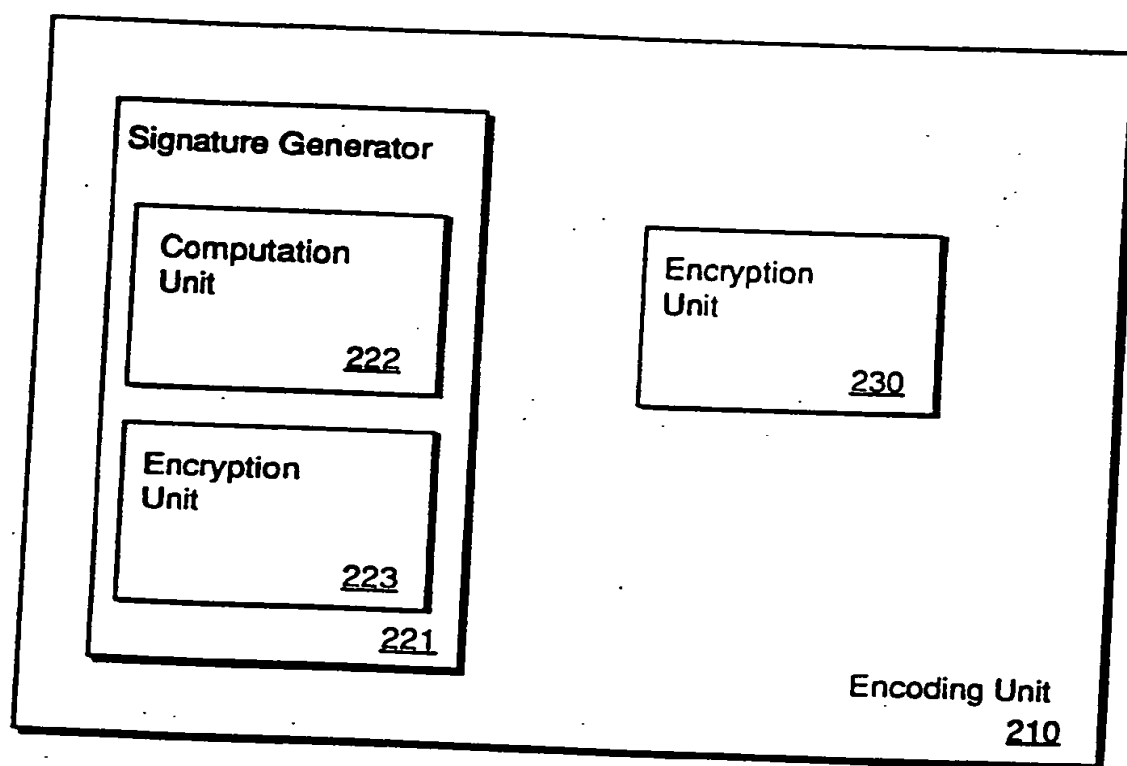 Signature Generator
Computation
Unit
222
Encryption
Unit
223
221
Encryption
Unit
230
Encoding Unit
210